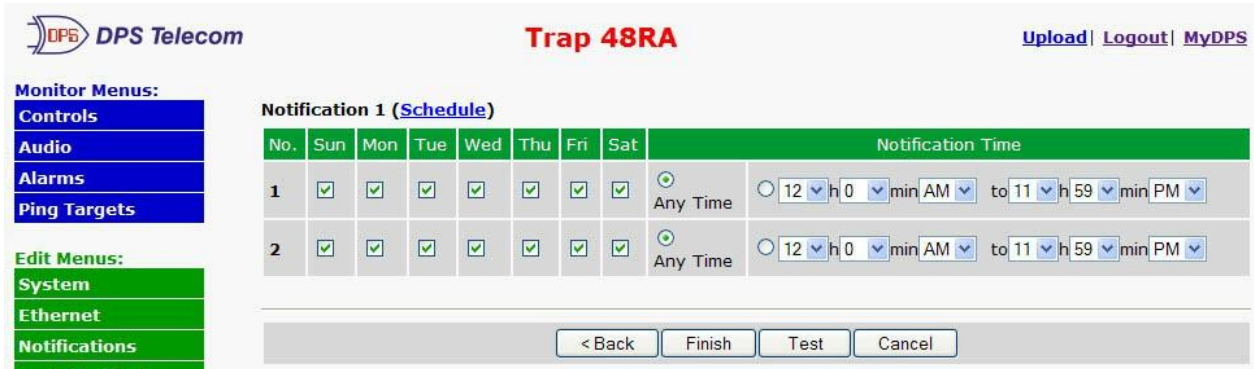 DPS DPS Telecom
Trap 48RA
Upload| Logout| MyDPS
Monitor Menus:
Controls
Audio
Alarms
Ping Targets
Edit Menus:
System
Ethernet
Notifications
Notification 1 (Schedule)
No. Sun Mon Tue Wed Thu Fri Sat Notification Time
1 Any Time 12 h 0 min AM to 11 h 59 min PM
2 Any Time 12 h 0 min AM to 11 h 59 min PM
< Back Finish Test Cancel